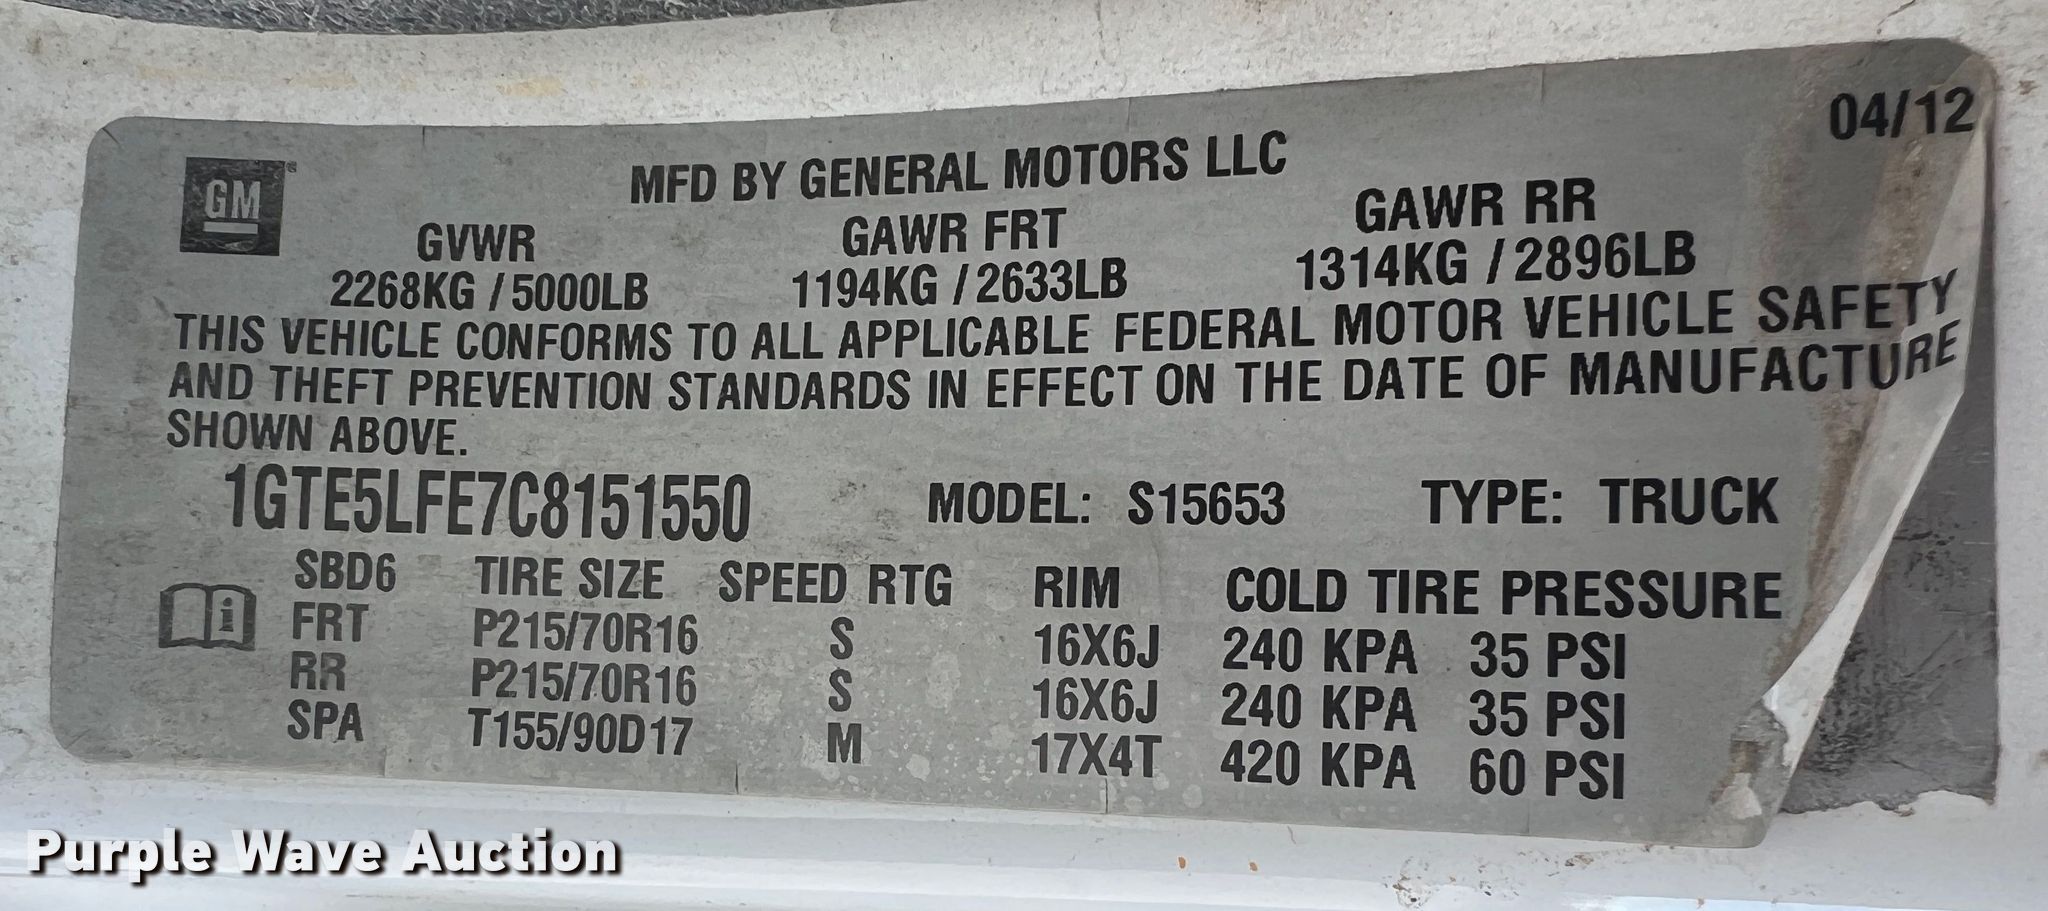 04/12
GM
MFD BY GENERAL MOTORS LLC
GVWR GAWR FRT GAWR RR
2268KG / 5000LB 1194KG / 2633LB 1314KG / 2896LB
THIS VEHICLE CONFORMS TO ALL APPLICABLE FEDERAL MOTOR VEHICLE SAFETY
AND THEFT PREVENTION STANDARDS IN EFFECT ON THE DATE OF MANUFACTURE
SHOWN ABOVE.
1GTE5LFE7C8151550 MODEL: S15653 TYPE: TRUCK
SBD6 TIRE SIZE SPEED RTG RIM COLD TIRE PRESSURE
FRT P215/70R16 S 16X6J 240 KPA 35 PSI
RR P215/70R16 S 16X6J 240 KPA 35 PSI
SPA T155/90D17 M 17X4T 420 KPA 60 PSI
Purple Wave Auction